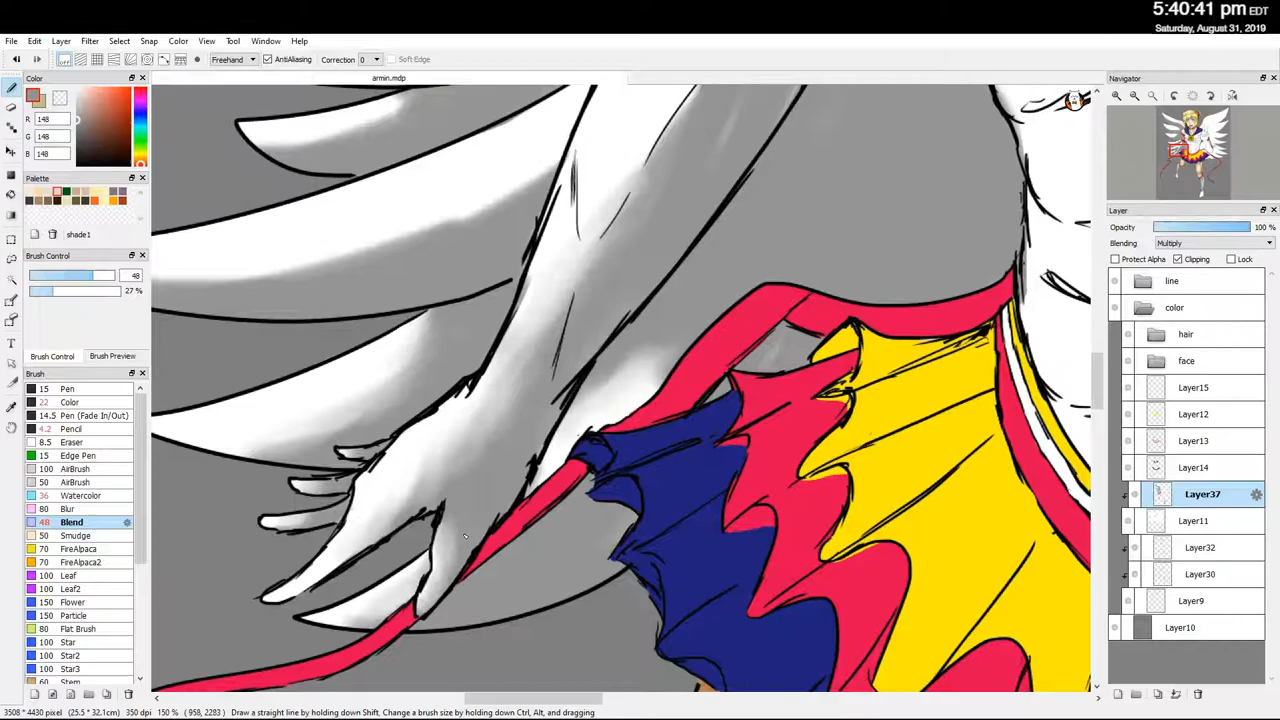 5:40:41 pm EDT
Saturday, August 31, 2019
File Edit Layer Filter Select Snap Color View Tool Window Help
OFF Freehand AntiAliasing Correction 0 Soft Edge
Color
armin.mdp
Navigator
R 148
G 148
B 148
Palette
shade1
Layer
Opacity 100 %
Blending Multiply
Protect Alpha Clipping Lock
Brush Control
48
27 %
Brush Control Brush Preview
Brush
15 Pen
22 Color
14.5 Pen (Fade In/Out)
4.2 Pencil
8.5 Eraser
15 Edge Pen
100 AirBrush
50 AirBrush
36 Watercolor
80 Blur
48 Blend
50 Smudge
70 FireAlpaca
70 FireAlpaca2
100 Leaf
100 Leaf2
150 Flower
150 Particle
80 Flat Brush
100 Star
100 Star2
100 Star3
60 Stem
line
color
hair
face
Layer15
Layer12
Layer13
Layer14
Layer37
Layer11
Layer32
Layer30
Layer9
Layer10
3508 * 4430 pixel (25.5 * 32.1cm) 350 dpi 150 % (958, 2283) Draw a straight line by holding down Shift, Change a brush size by holding down Ctrl, Alt, and dragging